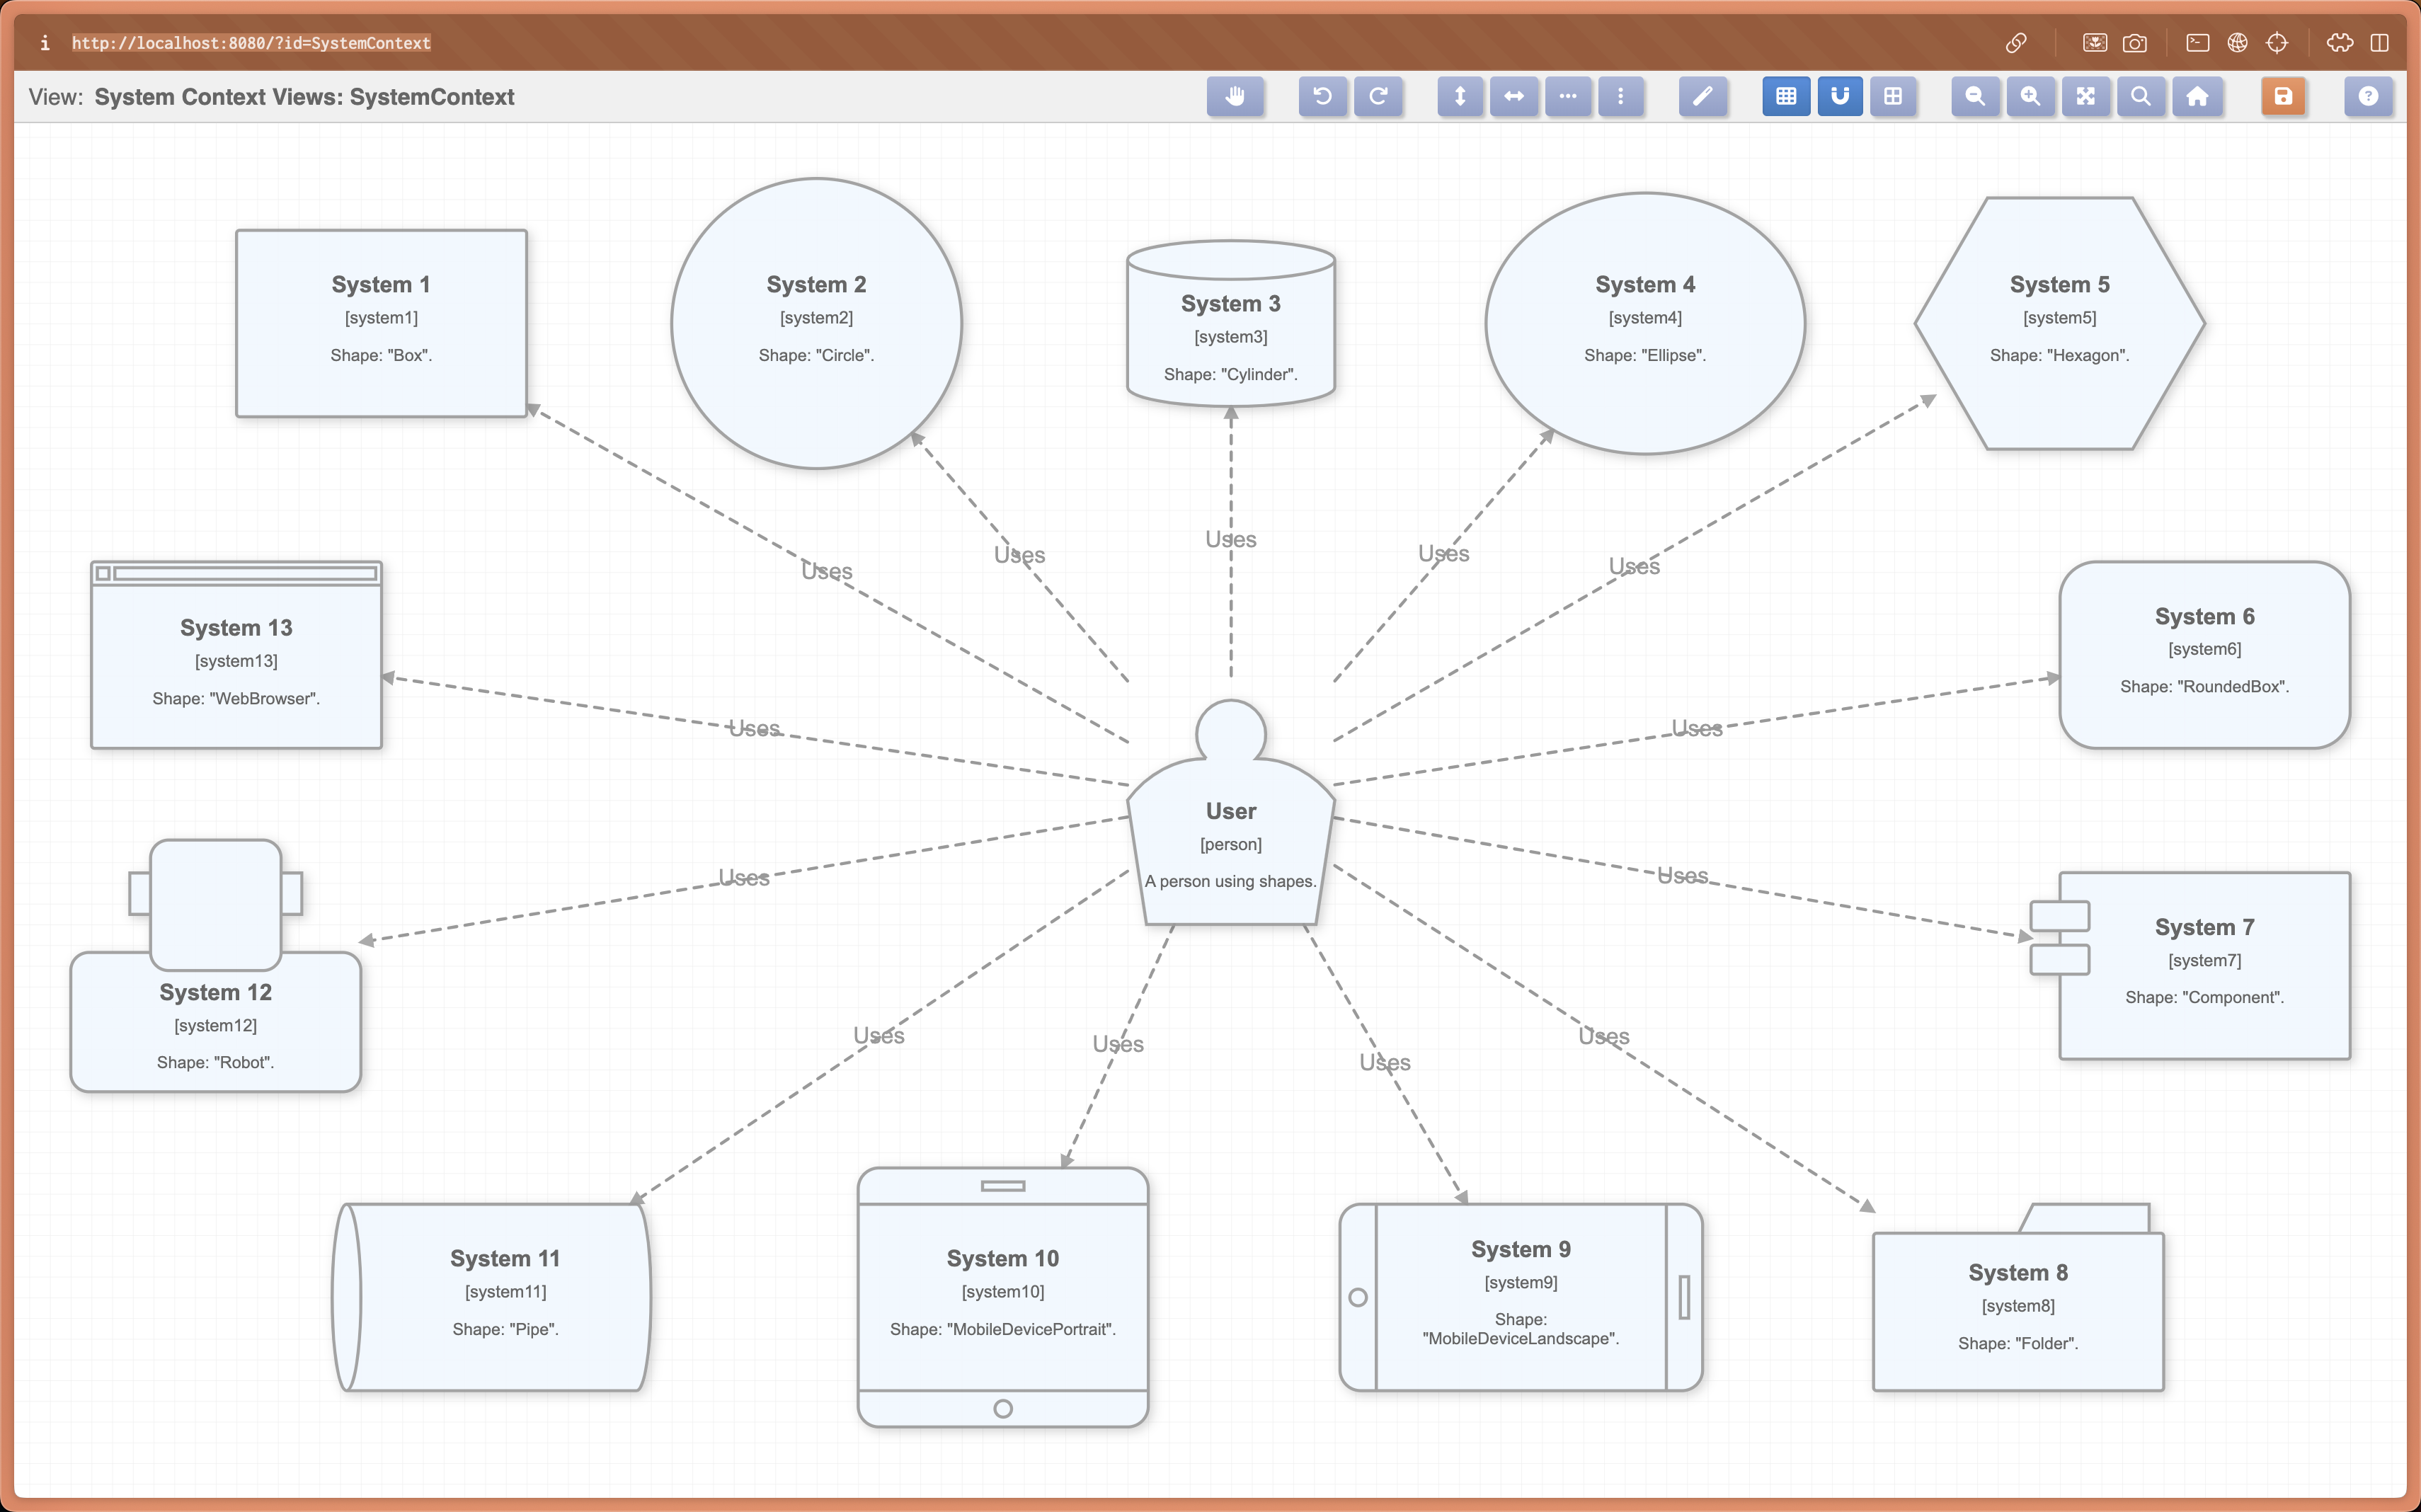 http://localhost:8080/?id=SystemContext
View: System Context Views: SystemContext
System 1
[system1]
Shape: "Box".
System 2
[system2]
Shape: "Circle".
System 3
[system3]
Shape: "Cylinder".
System 4
[system4]
Shape: "Ellipse".
System 5
[system5]
Shape: "Hexagon".
Uses
Uses
Uses
Uses
Uses
System 13
[system13]
Shape: "WebBrowser".
Uses
Uses
System 6
[system6]
Shape: "RoundedBox".
User
[person]
A person using shapes.
System 12
[system12]
Shape: "Robot".
Uses
Uses
System 7
[system7]
Shape: "Component".
Uses
Uses
Uses
Uses
System 11
[system11]
Shape: "Pipe".
System 10
[system10]
Shape: "MobileDevicePortrait".
System 9
[system9]
Shape:
"MobileDeviceLandscape".
System 8
[system8]
Shape: "Folder".